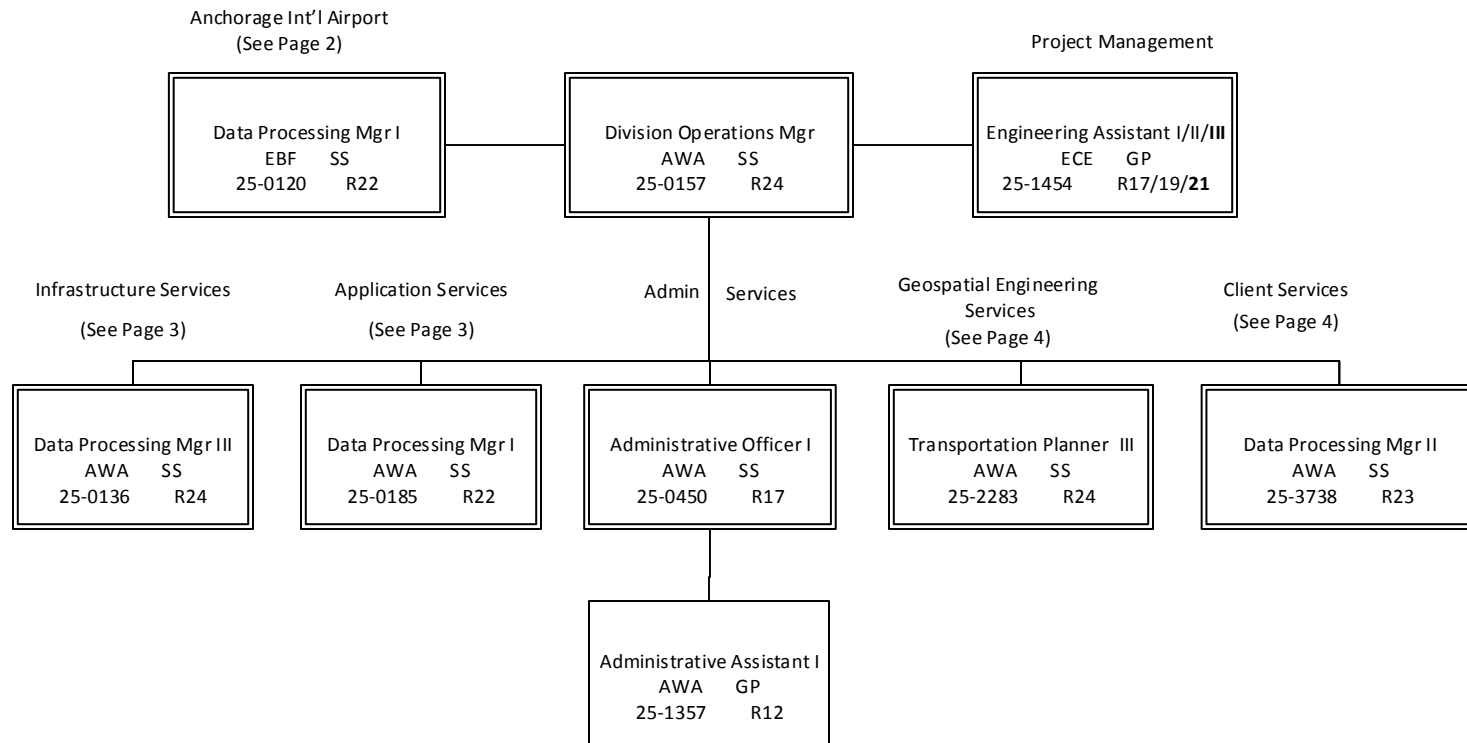 Anchorage Int'l Airport
(See Page 2)
Project Management
Data Processing Mgr I
EBF SS
25-0120 R22
Division Operations Mgr
AWA SS
25-0157 R24
Engineering Assistant I/II/III
ECE GP
25-1454 R17/19/21
Infrastructure Services
(See Page 3)
Application Services
(See Page 3)
Admin Services
Geospatial Engineering
Services
(See Page 4)
Client Services
(See Page 4)
Data Processing Mgr III
AWA SS
25-0136 R24
Data Processing Mgr I
AWA SS
25-0185 R22
Administrative Officer I
AWA SS
25-0450 R17
Transportation Planner III
AWA SS
25-2283 R24
Data Processing Mgr II
AWA SS
25-3738 R23
Administrative Assistant I
AWA GP
25-1357 R12